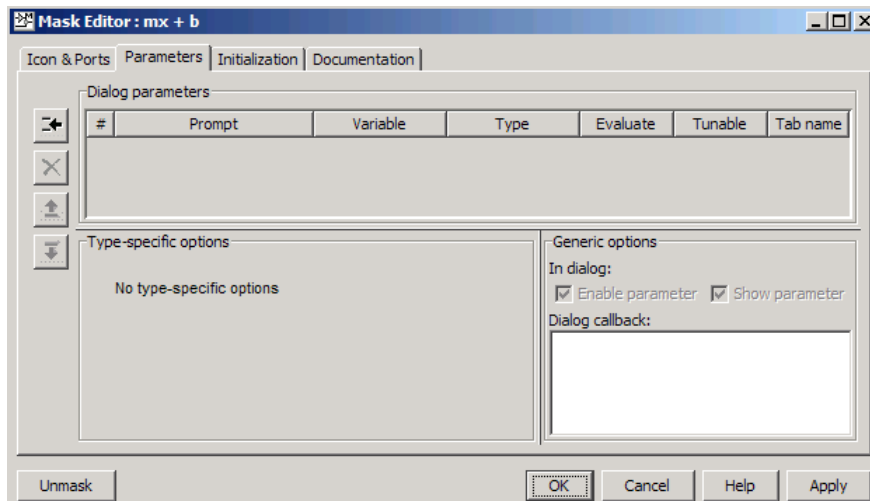 Mask Editor : mx + b
Icon & Ports Parameters Initialization Documentation
Dialog parameters
# Prompt Variable Type Evaluate Tunable Tab name
Type-specific options
No type-specific options
Generic options
In dialog:
Enable parameter Show parameter
Dialog callback:
Unmask OK Cancel Help Apply